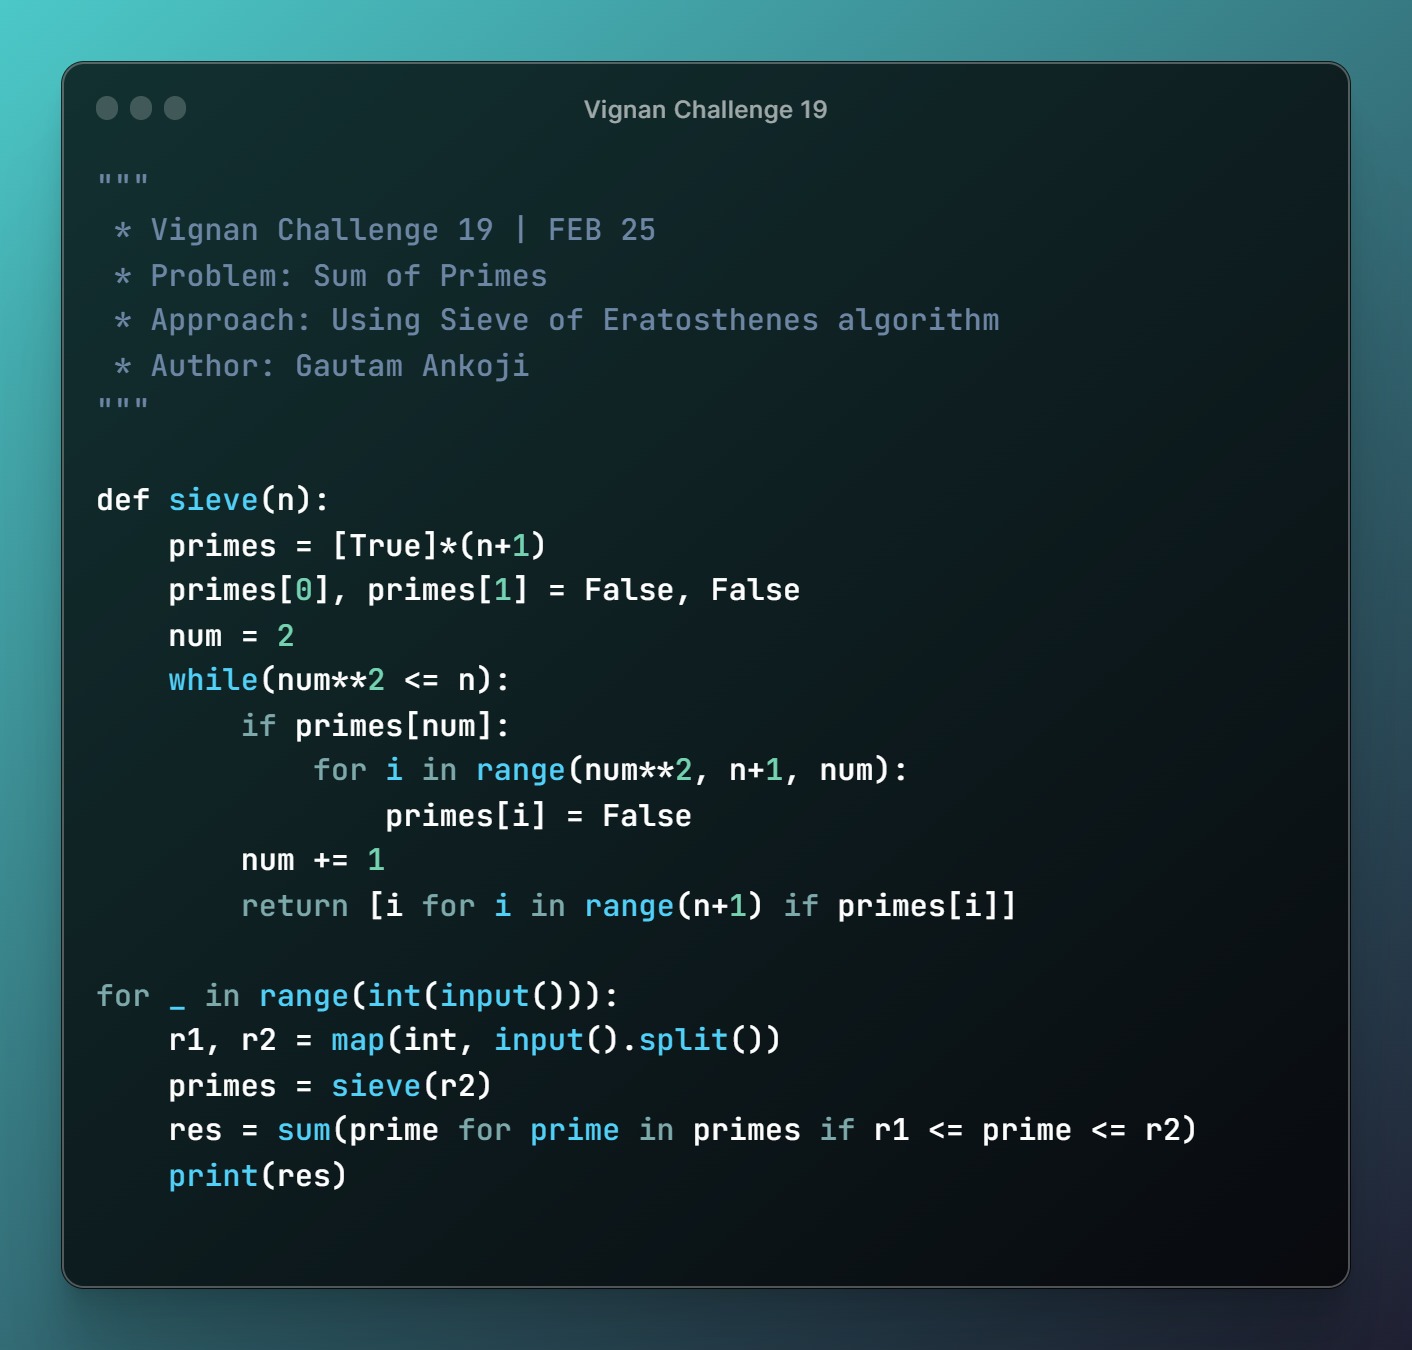 Vignan Challenge 19
"""
 * Vignan Challenge 19 | FEB 25
 * Problem: Sum of Primes
 * Approach: Using Sieve of Eratosthenes algorithm
 * Author: Gautam Ankoji
"""
def sieve(n):
    primes = [True]*(n+1)
    primes[0], primes[1] = False, False
    num = 2
    while(num**2 <= n):
        if primes[num]:
            for i in range(num**2, n+1, num):
                primes[i] = False
        num += 1
        return [i for i in range(n+1) if primes[i]]
for _ in range(int(input())):
    r1, r2 = map(int, input().split())
    primes = sieve(r2)
    res = sum(prime for prime in primes if r1 <= prime <= r2)
    print(res)